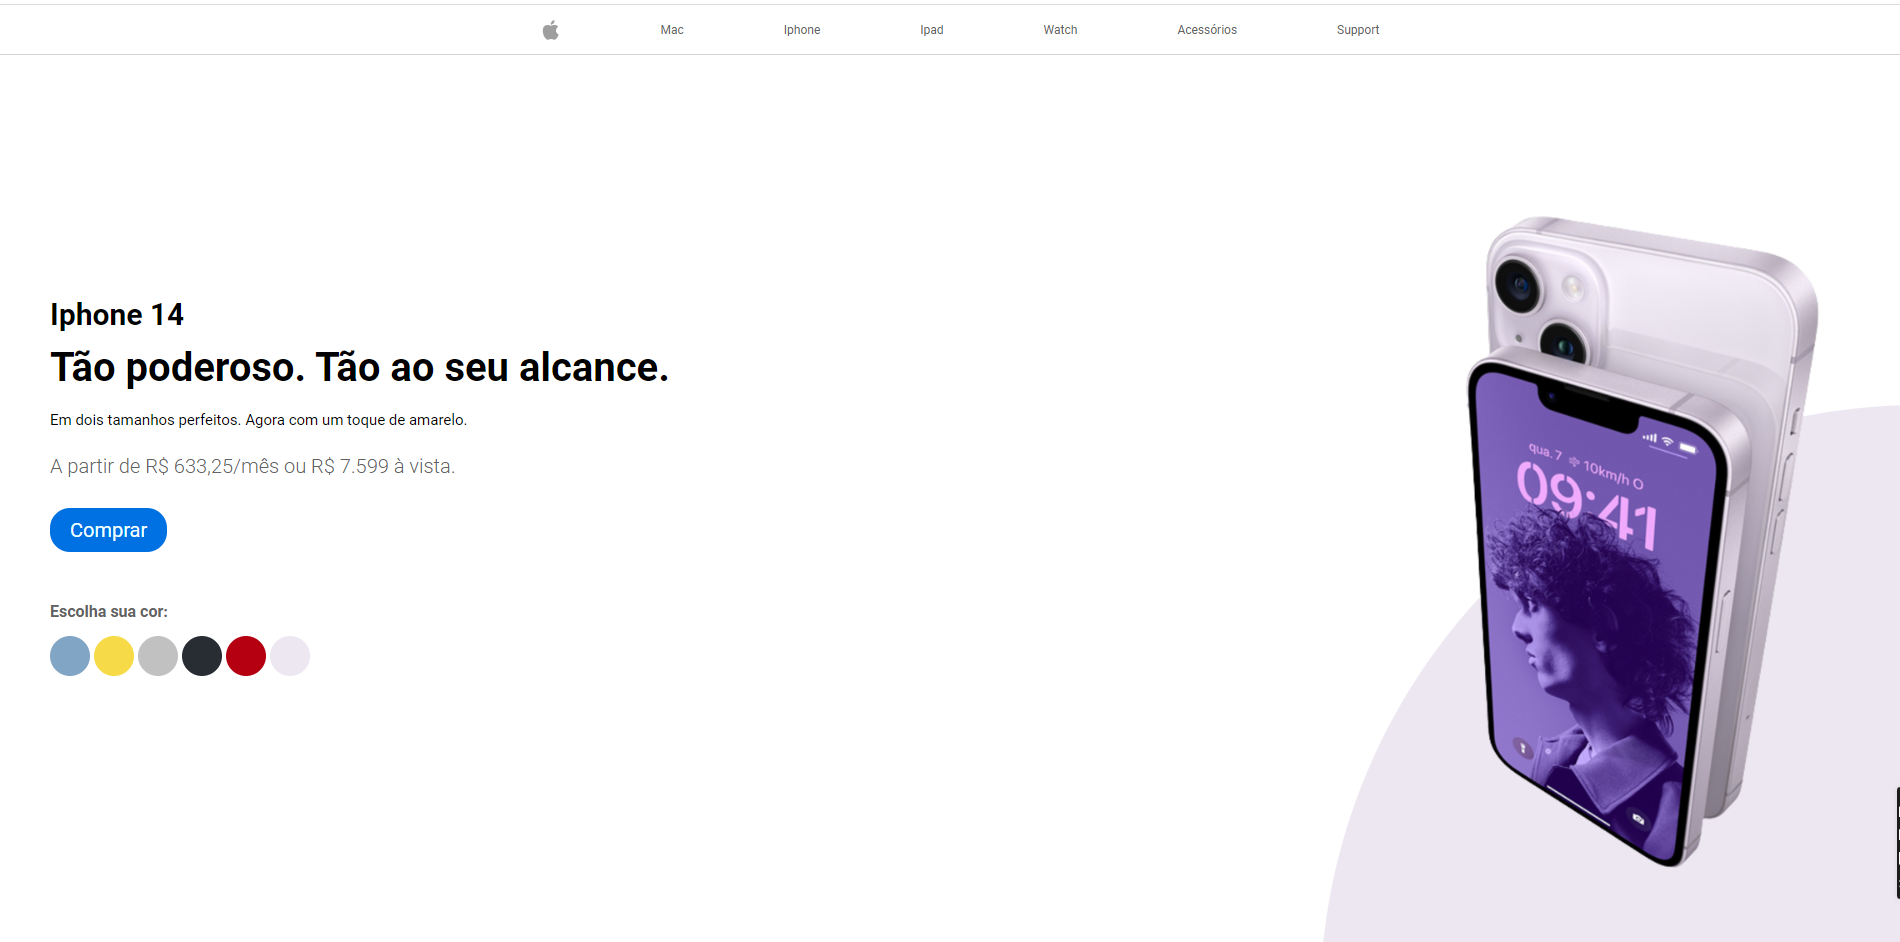 Mac Iphone Ipad Watch Acessórios Support
Iphone 14
Tão poderoso. Tão ao seu alcance.
Em dois tamanhos perfeitos. Agora com um toque de amarelo.
A partir de R$ 633,25/mês ou R$ 7.599 à vista.
Comprar
Escolha sua cor:
qua. 7 10km/h O
09:41